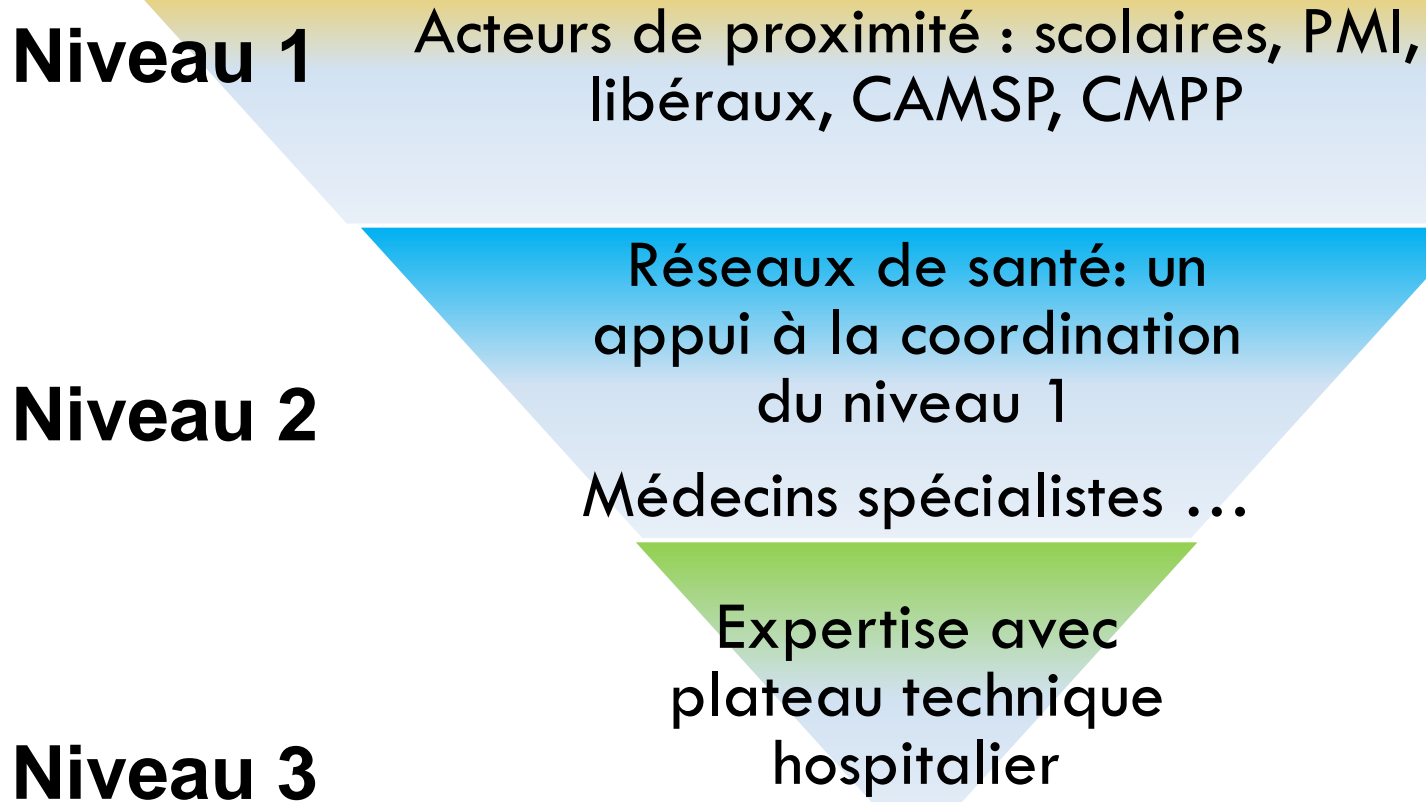 Niveau 1
Acteurs de proximité : scolaires, PMI,
libéraux, CAMSP, CMPP
Niveau 2
Réseaux de santé: un
appui à la coordination
du niveau 1
Médecins spécialistes …
Niveau 3
Expertise avec
plateau technique
hospitalier